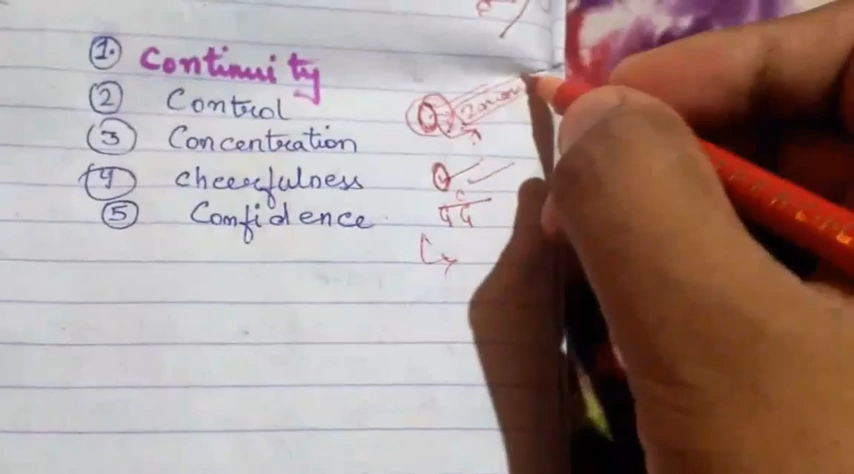 1. Continuity
2 Control
3 Concentration
4 cheerfulness
5 Confidence